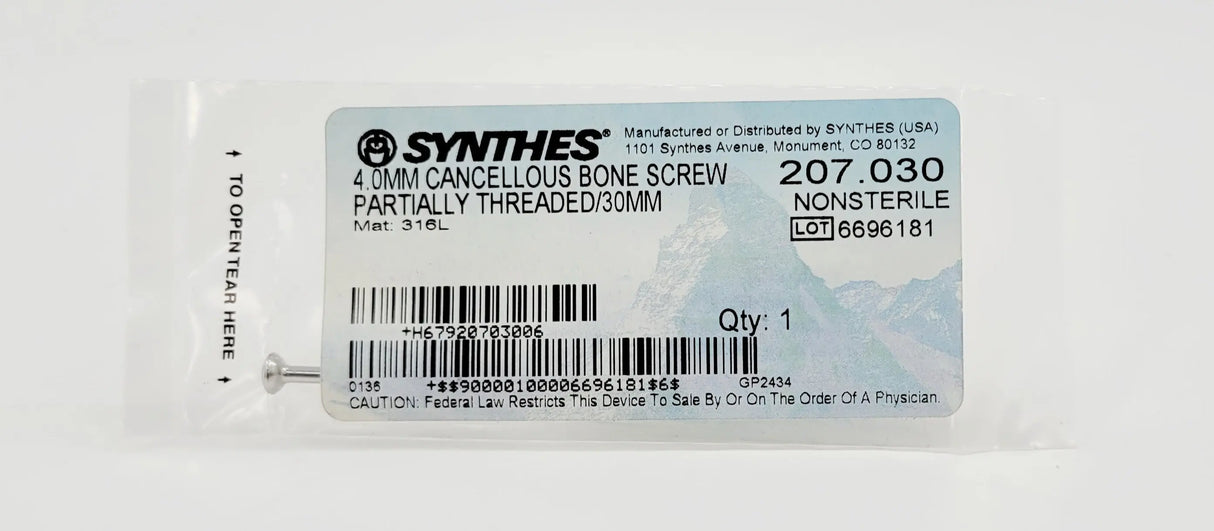 ↑ TO OPEN TEAR HERE ↑
SYNTHES®
Manufactured or Distributed by SYNTHES (USA)
1101 Synthes Avenue, Monument, CO 80132
4.0MM CANCELLOUS BONE SCREW
PARTIALLY THREADED/30MM
Mat: 316L
207.030
NONSTERILE
LOT 6696181
+H67920703006
Qty: 1
0136 +$$90000100006696181$6$ GP2434
CAUTION: Federal Law Restricts This Device To Sale By Or On The Order Of A Physician.